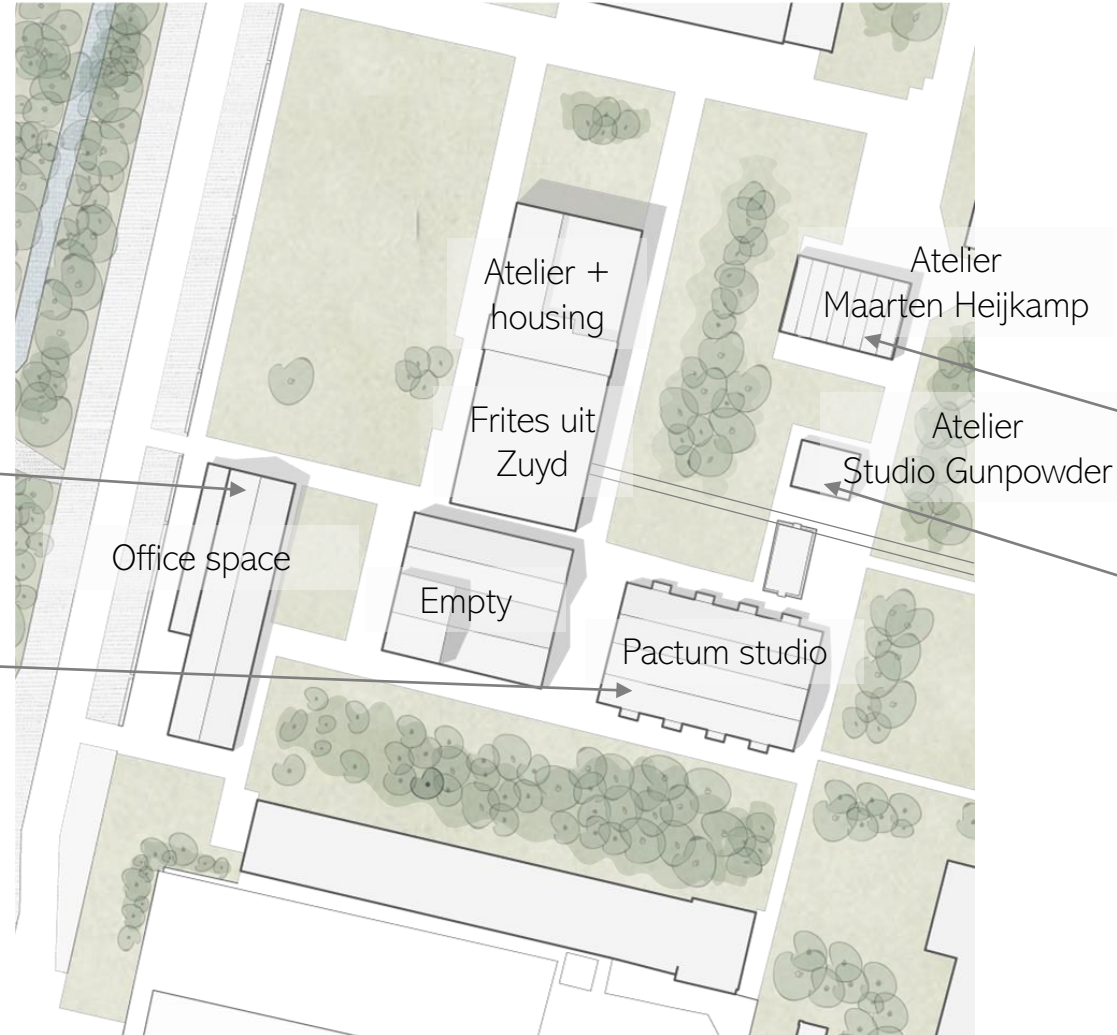 Atelier +
housing
Atelier
Maarten Heijkamp
Frites uit
Zuyd
Atelier
Studio Gunpowder
Office space
Empty
Pactum studio